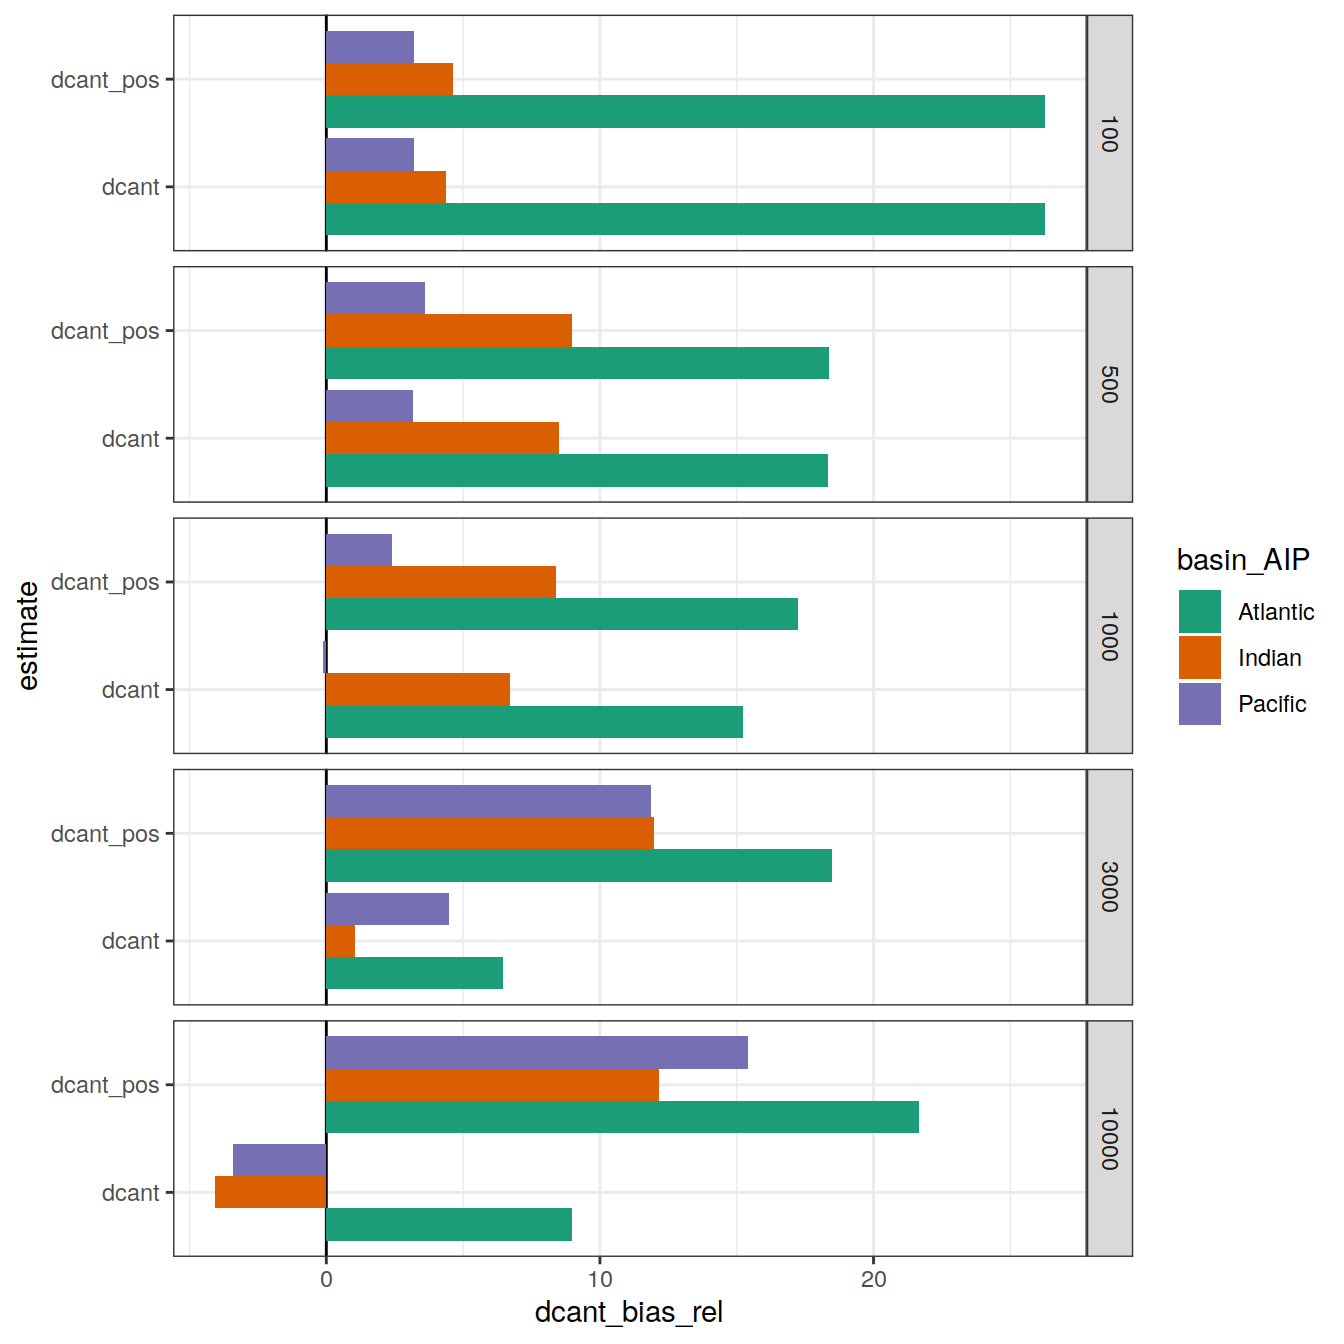 dcant_pos
dcant
100
dcant_pos
dcant
500
dcant_pos
dcant
1000
dcant_pos
dcant
3000
dcant_pos
dcant
10000
0
10
20
dcant_bias_rel
estimate
basin_AIP
Atlantic
Indian
Pacific